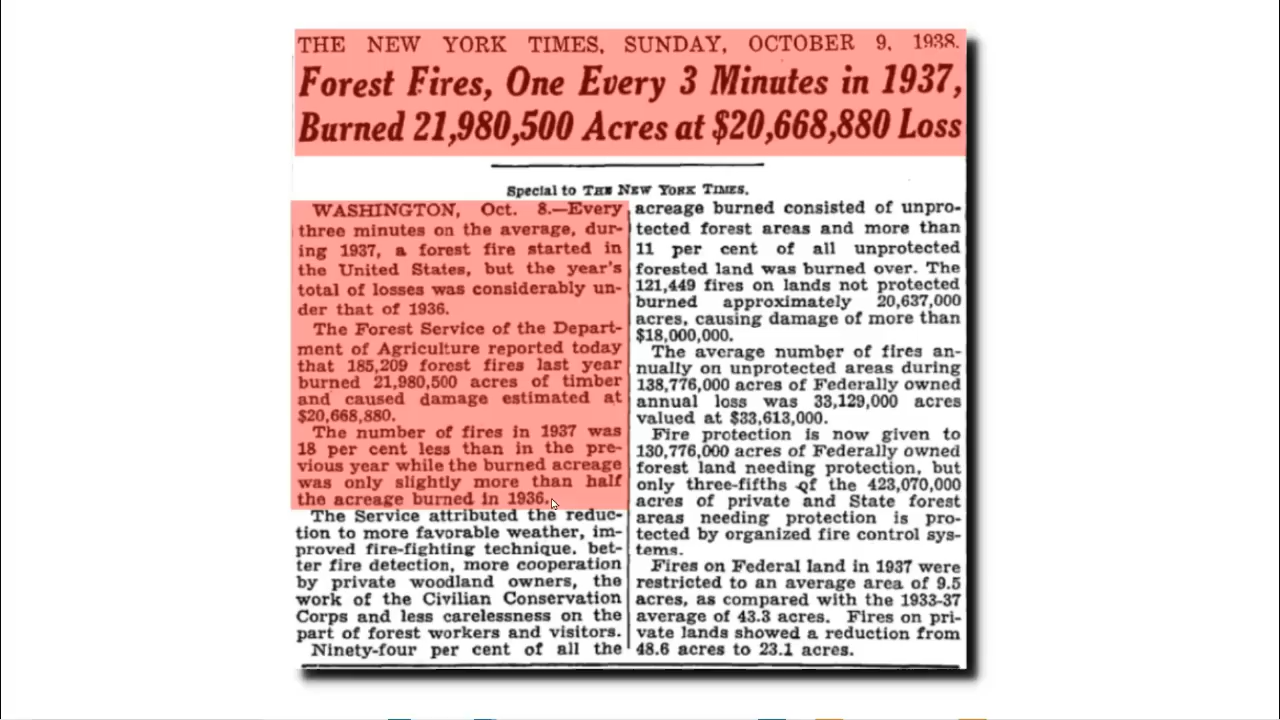 THE NEW YORK TIMES, SUNDAY, OCTOBER 9, 1938.
Forest Fires, One Every 3 Minutes in 1937,
Burned 21,980,500 Acres at $20,668,880 Loss
Special to THE NEW YORK TIMES.
WASHINGTON, Oct. 8.—Every
three minutes on the average, dur-
ing 1937, a forest fire started in
the United States, but the year's
total of losses was considerably un-
der that of 1936.
The Forest Service of the Depart-
ment of Agriculture reported today
that 185,209 forest fires last year
burned 21,980,500 acres of timber
and caused damage estimated at
$20,668,880.
The number of fires in 1937 was
18 per cent less than in the pre-
vious year while the burned acreage
was only slightly more than half
the acreage burned in 1936.
The Service attributed the reduc-
tion to more favorable weather, im-
proved fire-fighting technique, bet-
ter fire detection, more cooperation
by private woodland owners, the
work of the Civilian Conservation
Corps and less carelessness on the
part of forest workers and visitors.
Ninety-four per cent of all the
acreage burned consisted of unpro-
tected forest areas and more than
11 per cent of all unprotected
forested land was burned over. The
121,449 fires on lands not protected
burned approximately 20,637,000
acres, causing damage of more than
$18,000,000.
The average number of fires an-
nually on unprotected areas during
138,776,000 acres of Federally owned
annual loss was 33,129,000 acres
valued at $33,613,000.
Fire protection is now given to
130,776,000 acres of Federally owned
forest land needing protection, but
only three-fifths of the 423,070,000
acres of private and State forest
areas needing protection is pro-
tected by organized fire control sys-
tems.
Fires on Federal land in 1937 were
restricted to an average area of 9.5
acres, as compared with the 1933-37
average of 43.3 acres. Fires on pri-
vate lands showed a reduction from
48.6 acres to 23.1 acres.